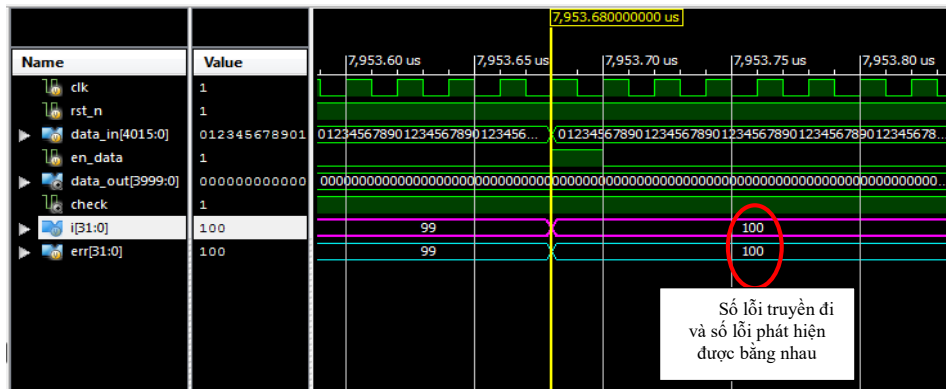 7,953.680000000 us
Name Value
7,953.60 us 7,953.65 us 7,953.70 us 7,953.75 us 7,953.80 us
clk 1
rst_n 1
data_in[4015:0] 012345678901 012345678901234567890123456... 01234567890123456789012345678901234567890123456789012345678...
en_data 1
data_out[3999:0] 000000000000
check 1
i[31:0] 100 99 100
err[31:0] 100 99 100
Số lỗi truyền đi
và số lỗi phát hiện
được bằng nhau